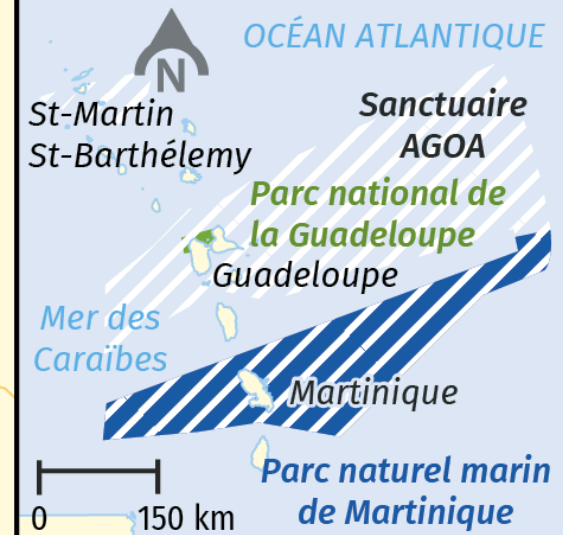 OCÉAN ATLANTIQUE
N
St-Martin
St-Barthélemy
Sanctuaire
AGOA
Parc national de
la Guadeloupe
Guadeloupe
Mer des
Caraïbes
Martinique
Parc naturel marin
de Martinique
0 150 km